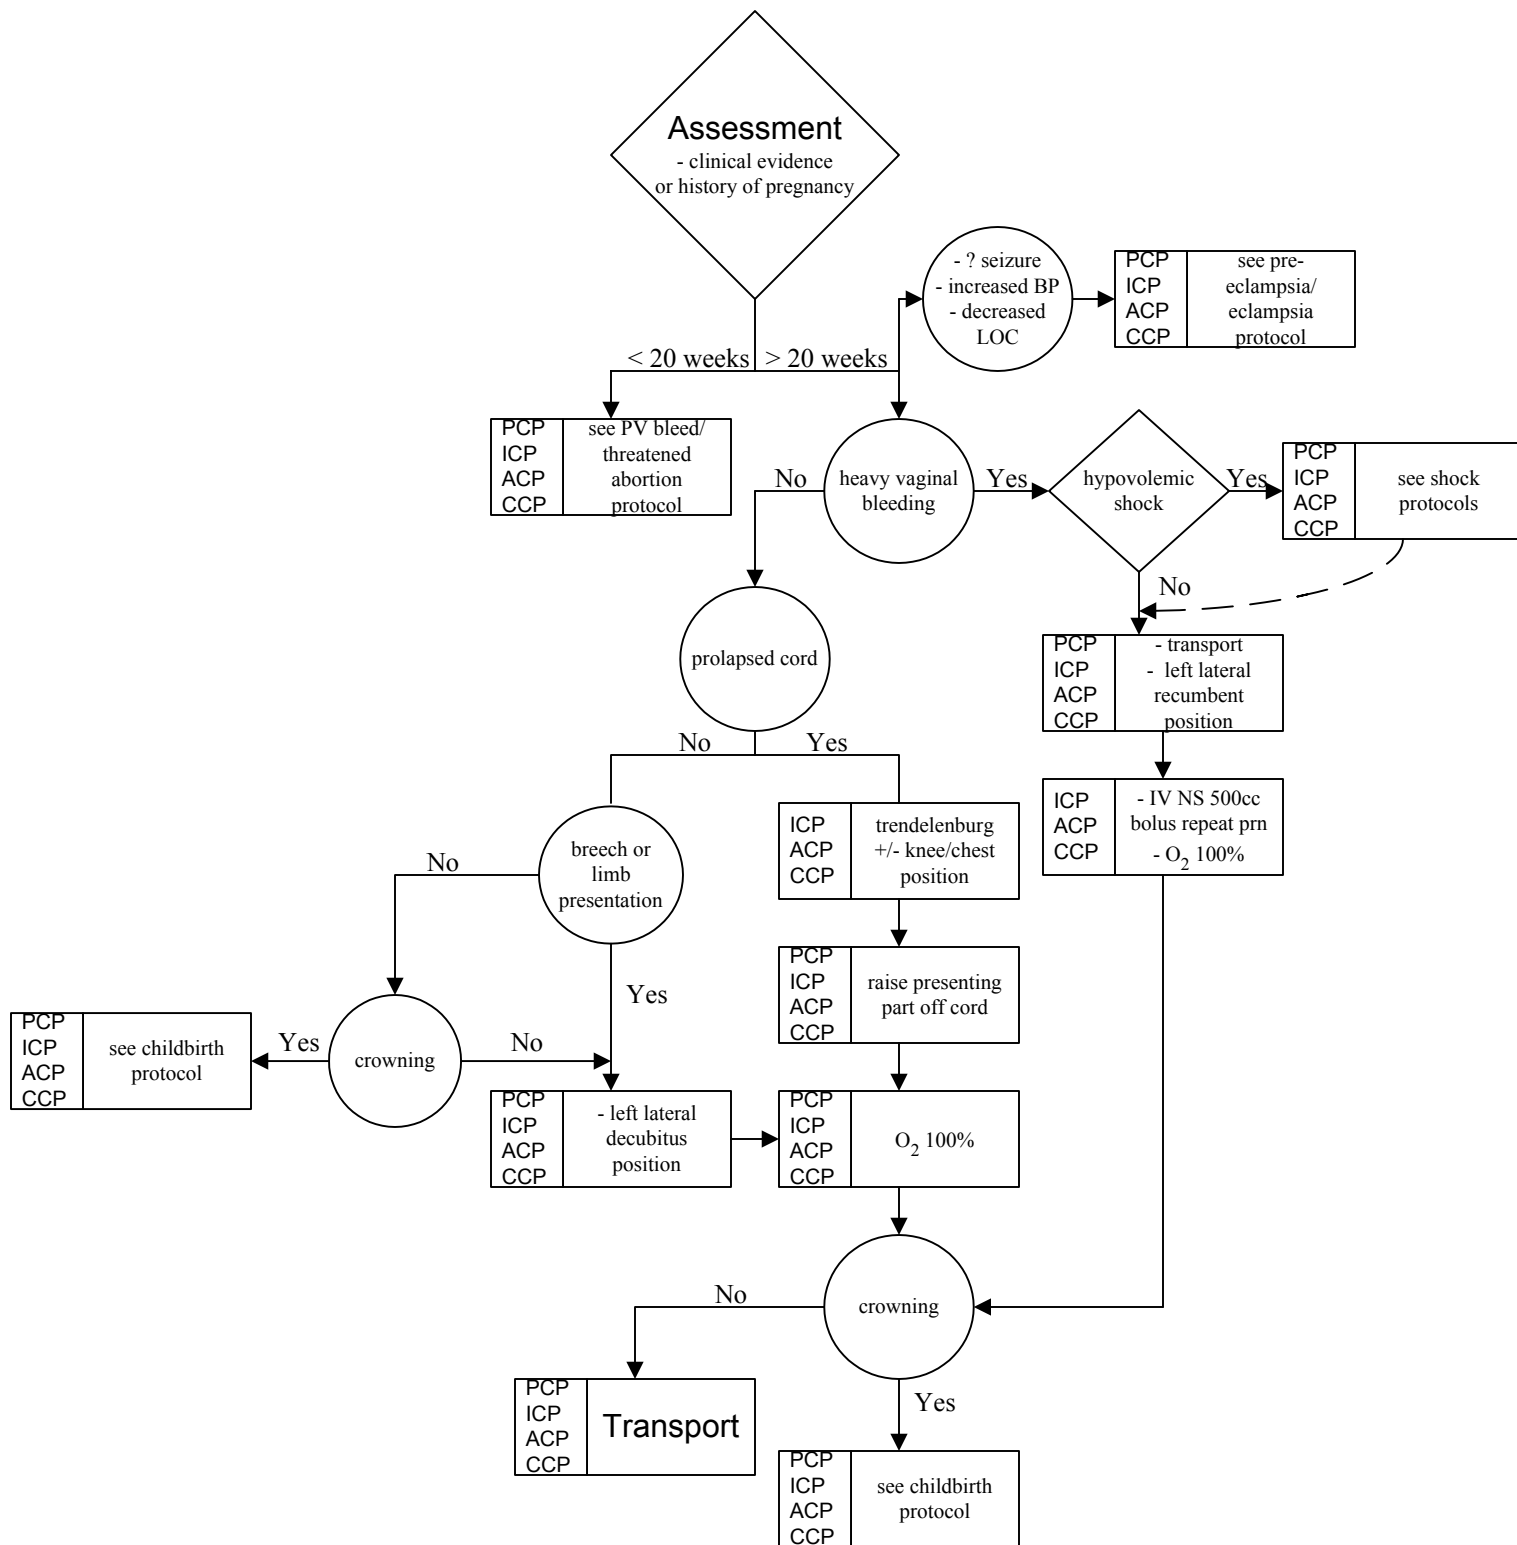 Assessment
- clinical evidence
or history of pregnancy
- ? seizure
- increased BP
- decreased
LOC
PCP
ICP
ACP
CCP
see pre-
eclampsia/
eclampsia
protocol
< 20 weeks
> 20 weeks
PCP
ICP
ACP
CCP
see PV bleed/
threatened
abortion
protocol
No
heavy vaginal
bleeding
Yes
hypovolemic
shock
Yes
PCP
ICP
ACP
CCP
see shock
protocols
No
prolapsed cord
PCP
ICP
ACP
CCP
- transport
- left lateral
recumbent
position
No
Yes
ICP
ACP
CCP
- IV NS 500cc
bolus repeat prn
- O2 100%
ICP
ACP
CCP
trendelenburg
+/- knee/chest
position
No
breech or
limb
presentation
Yes
PCP
ICP
ACP
CCP
raise presenting
part off cord
PCP
ICP
ACP
CCP
see childbirth
protocol
Yes
crowning
No
PCP
ICP
ACP
CCP
- left lateral
decubitus
position
PCP
ICP
ACP
CCP
O2 100%
No
crowning
Yes
PCP
ICP
ACP
CCP
Transport
PCP
ICP
ACP
CCP
see childbirth
protocol